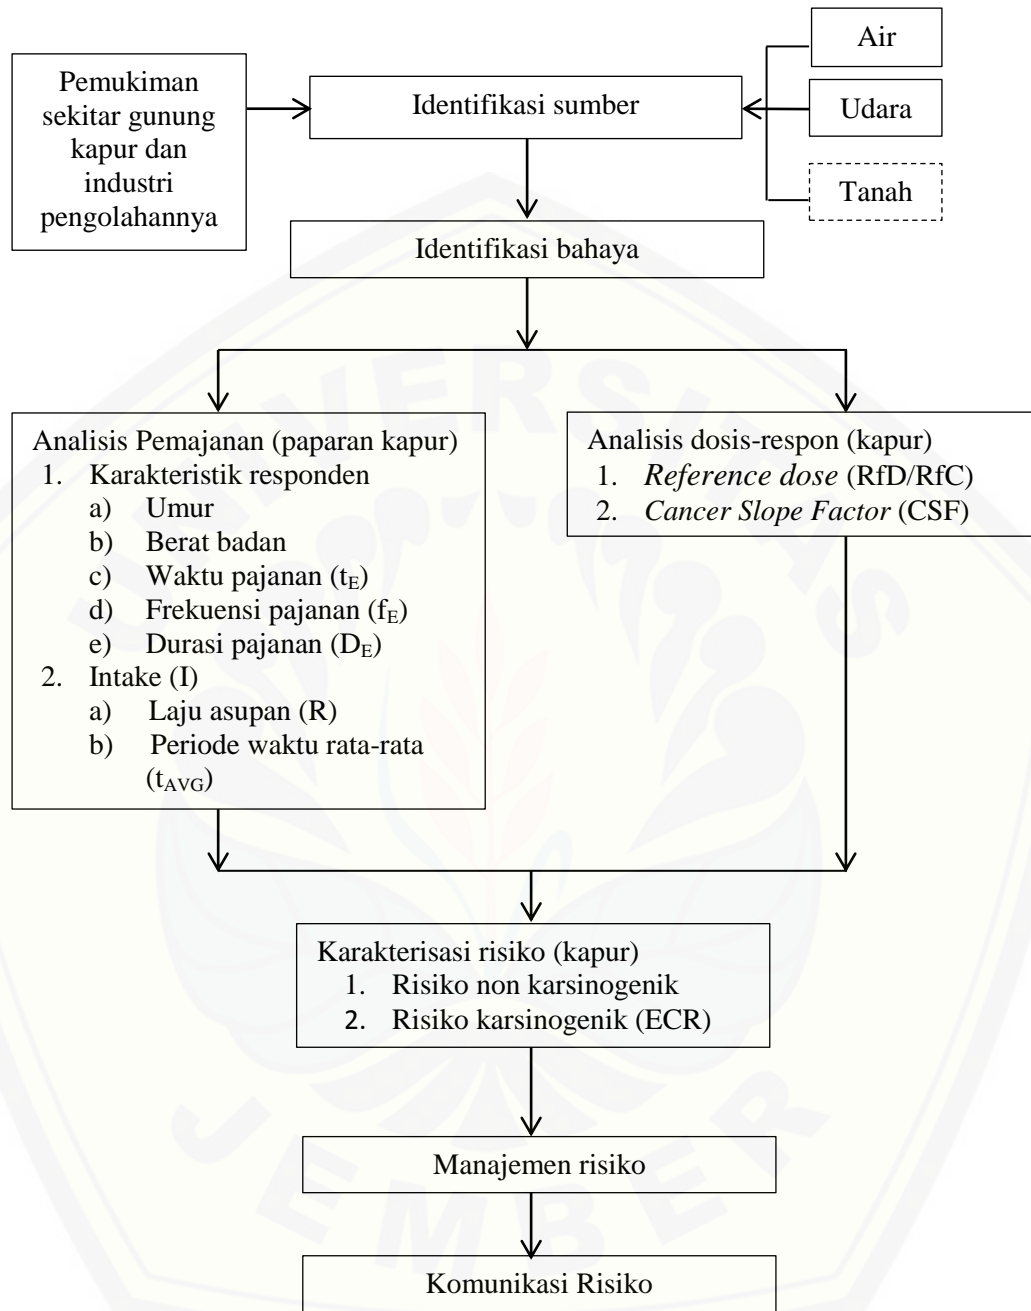 Air
Pemukiman
sekitar gunung
kapur dan
industri
pengolahannya
Identifikasi sumber
Udara
Tanah
Identifikasi bahaya
Analisis Pemajanan (paparan kapur)
1. Karakteristik responden
a) Umur
b) Berat badan
c) Waktu pajanan (tE)
d) Frekuensi pajanan (fE)
e) Durasi pajanan (DE)
2. Intake (I)
a) Laju asupan (R)
b) Periode waktu rata-rata
(tAVG)
Analisis dosis-respon (kapur)
1. Reference dose (RfD/RfC)
2. Cancer Slope Factor (CSF)
Karakterisasi risiko (kapur)
1. Risiko non karsinogenik
2. Risiko karsinogenik (ECR)
Manajemen risiko
Komunikasi Risiko
UNIVERSITAS
JEMBER